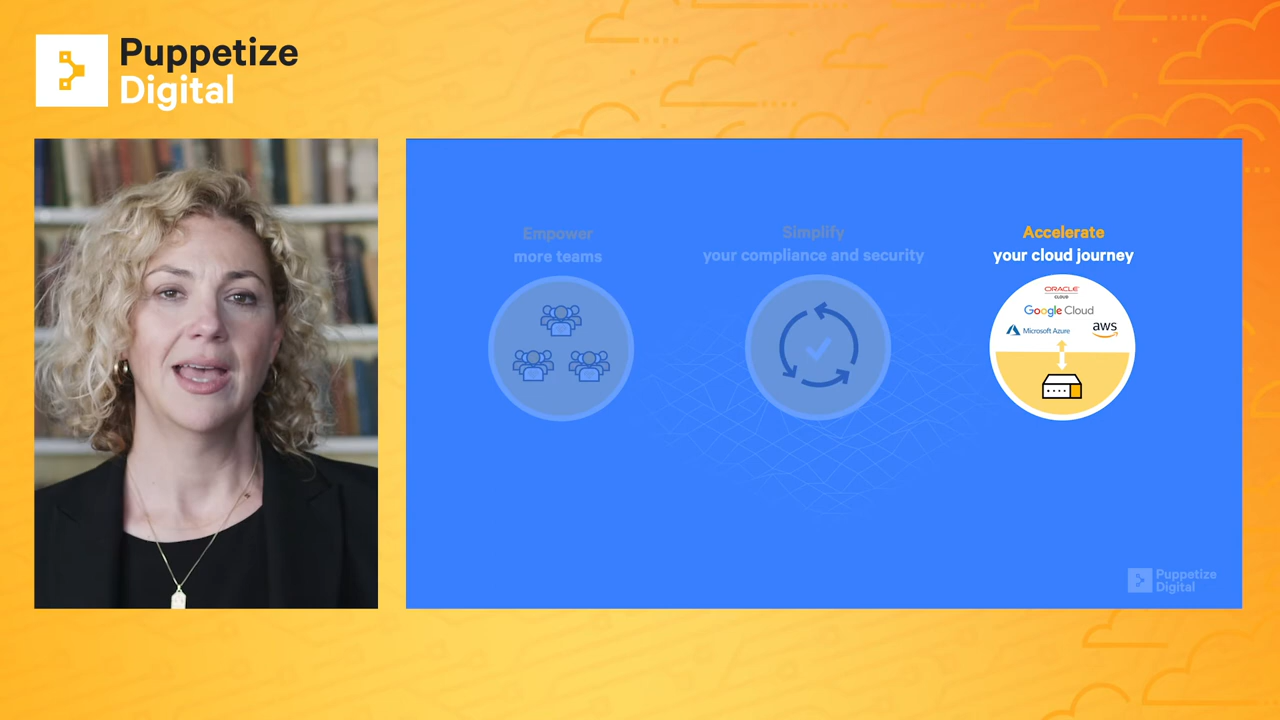 Puppetize
Digital
Empower
more teams
Simplify
your compliance and security
Accelerate
your cloud journey
ORACLE
CLOUD
Google Cloud
Microsoft Azure
aws
Puppetize
Digital